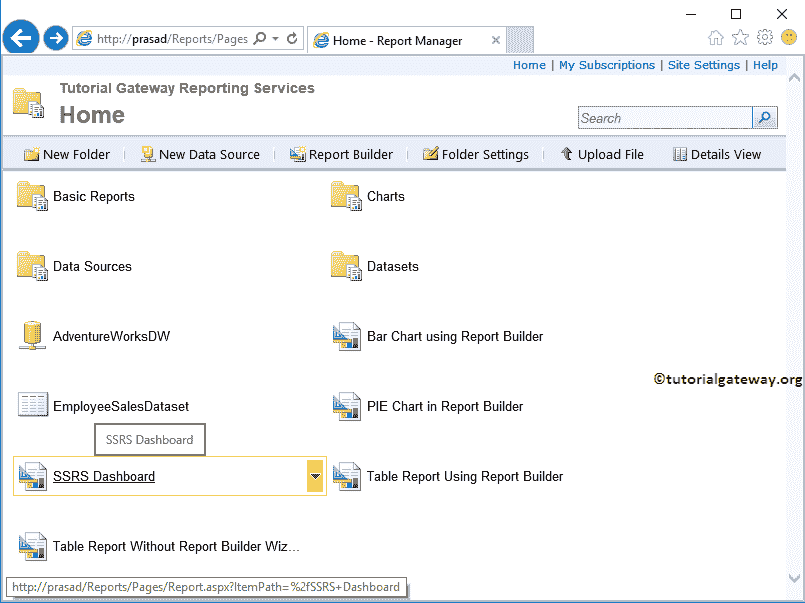 http://prasad/Reports/Pages
Home - Report Manager
Home | My Subscriptions | Site Settings | Help
Tutorial Gateway Reporting Services
Home
Search
New Folder | New Data Source | Report Builder | Folder Settings | Upload File | Details View
Basic Reports
Charts
Data Sources
Datasets
AdventureWorksDW
Bar Chart using Report Builder
©tutorialgateway.org
EmployeeSalesDataset
PIE Chart in Report Builder
SSRS Dashboard
SSRS Dashboard
Table Report Using Report Builder
Table Report Without Report Builder Wiz...
http://prasad/Reports/Pages/Report.aspx?ItemPath=%2fSSRS+Dashboard